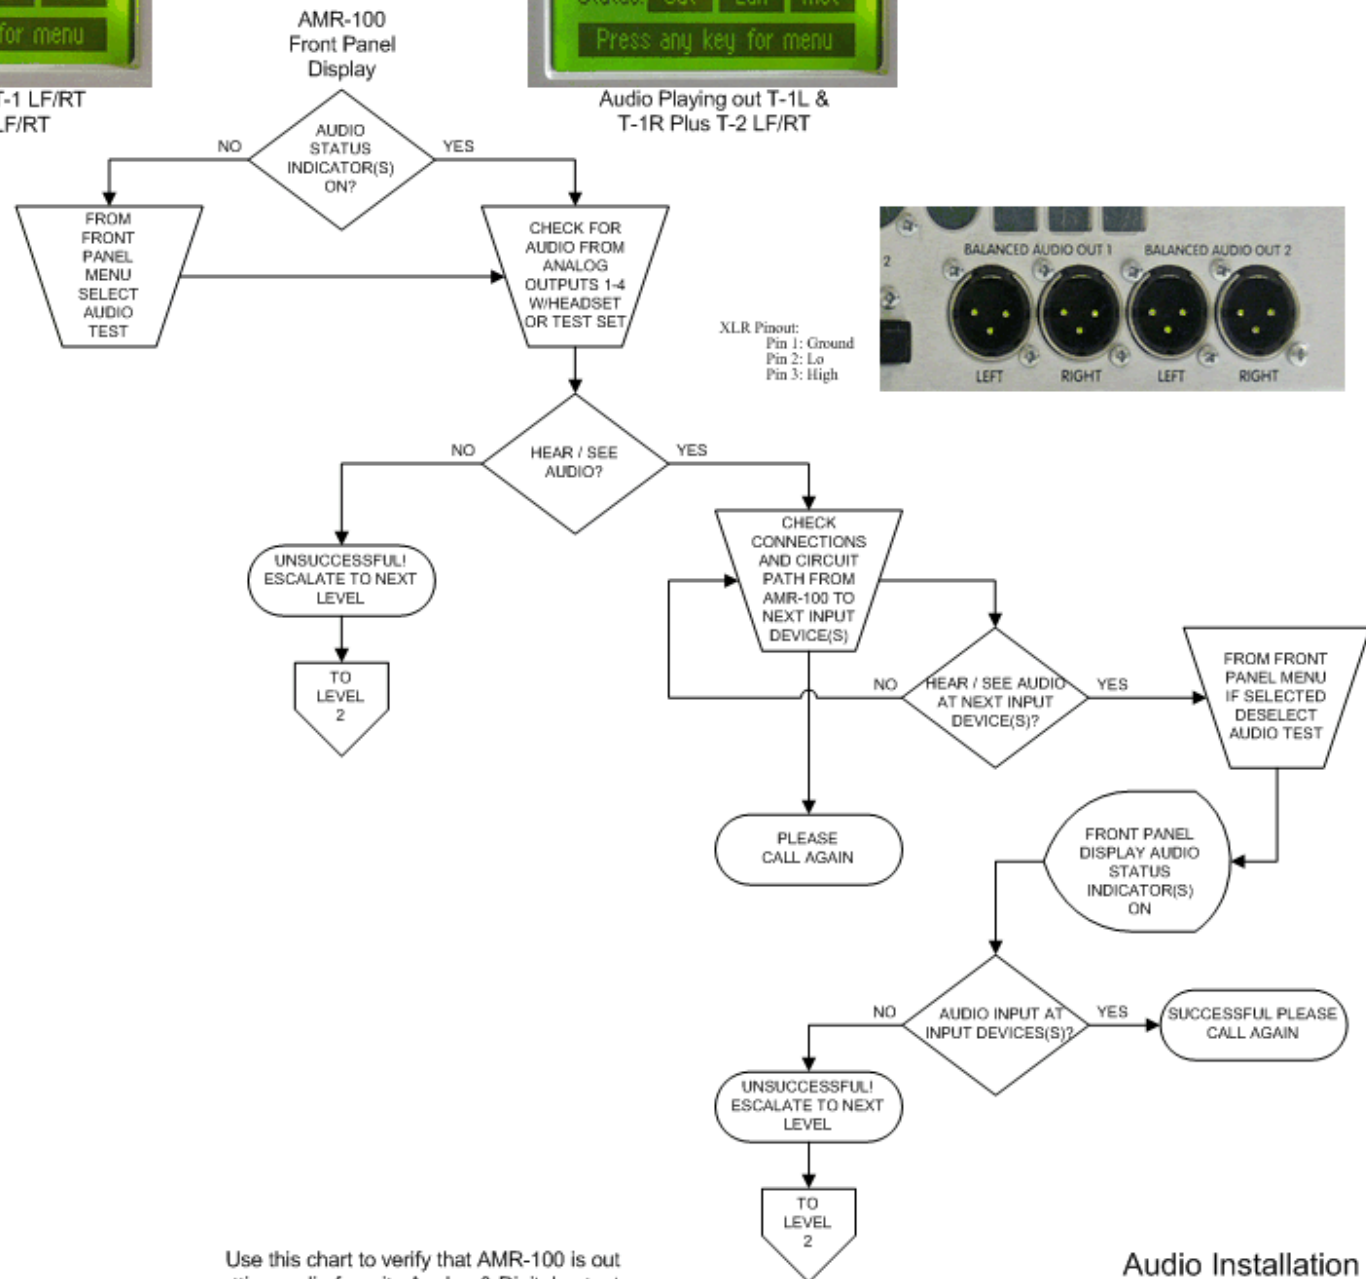 for menu
T-1 LF/RT
LF/RT
AMR-100
Front Panel
Display
Press any key for menu
Audio Playing out T-1L &
T-1R Plus T-2 LF/RT
AUDIO
STATUS
INDICATOR(S)
ON?
NO
YES
FROM
FRONT
PANEL
MENU
SELECT
AUDIO
TEST
CHECK FOR
AUDIO FROM
ANALOG
OUTPUTS 1-4
W/HEADSET
OR TEST SET
XLR Pinout:
Pin 1: Ground
Pin 2: Lo
Pin 3: High
2
BALANCED AUDIO OUT 1
BALANCED AUDIO OUT 2
LEFT
RIGHT
LEFT
RIGHT
NO
HEAR / SEE
AUDIO?
YES
UNSUCCESSFUL!
ESCALATE TO NEXT
LEVEL
TO
LEVEL
2
CHECK
CONNECTIONS
AND CIRCUIT
PATH FROM
AMR-100 TO
NEXT INPUT
DEVICE(S)
NO
HEAR / SEE AUDIO
AT NEXT INPUT
DEVICE(S)?
YES
FROM FRONT
PANEL MENU
IF SELECTED
DESELECT
AUDIO TEST
PLEASE
CALL AGAIN
FRONT PANEL
DISPLAY AUDIO
STATUS
INDICATOR(S)
ON
NO
AUDIO INPUT AT
INPUT DEVICES(S)?
YES
SUCCESSFUL PLEASE
CALL AGAIN
UNSUCCESSFUL!
ESCALATE TO NEXT
LEVEL
TO
LEVEL
2
Use this chart to verify that AMR-100 is out
Audio Installation